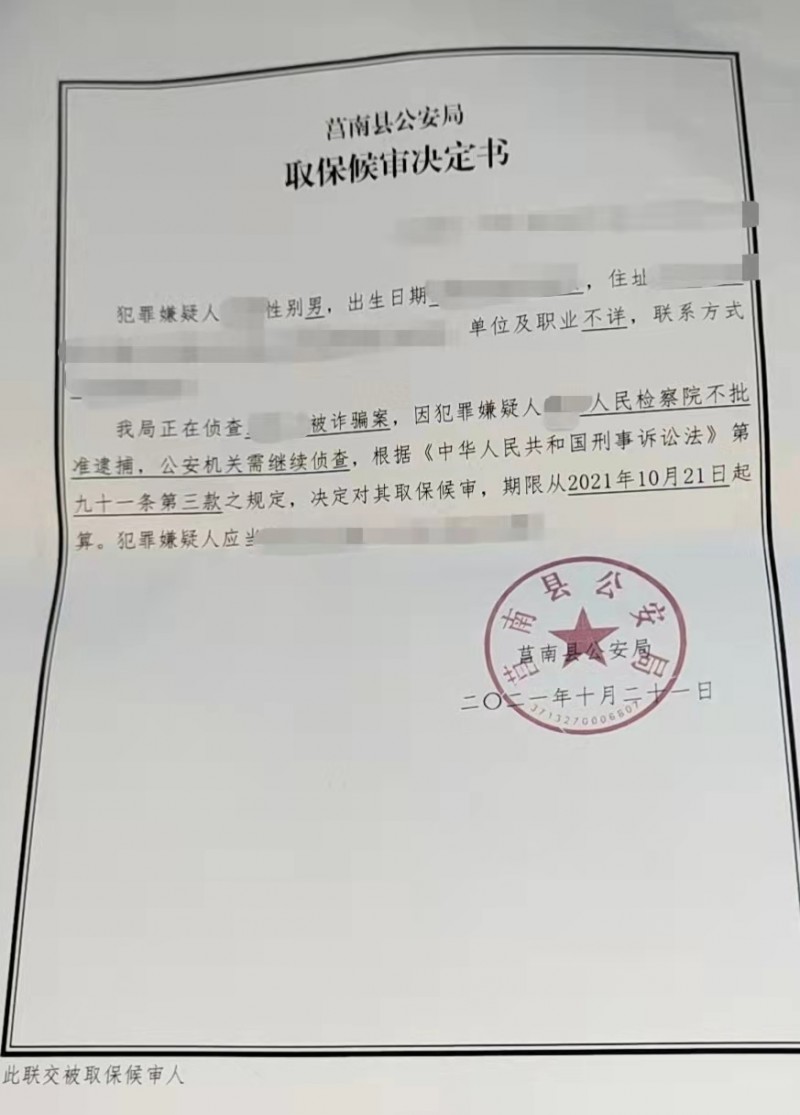 莒南县公安局
取保候审决定书
犯罪嫌疑人 性别男，出生日期 ，住址
单位及职业不详，联系方式
我局正在侦查 被诈骗案，因犯罪嫌疑人 人民检察院不批
准逮捕，公安机关需继续侦查，根据《中华人民共和国刑事诉讼法》第
九十一条第三款之规定，决定对其取保候审，期限从2021年10月21日起
算。犯罪嫌疑人应当
莒南县公安局
莒南县公安局
二〇二一年十月二十一日
3713270006607
此联交被取保候审人